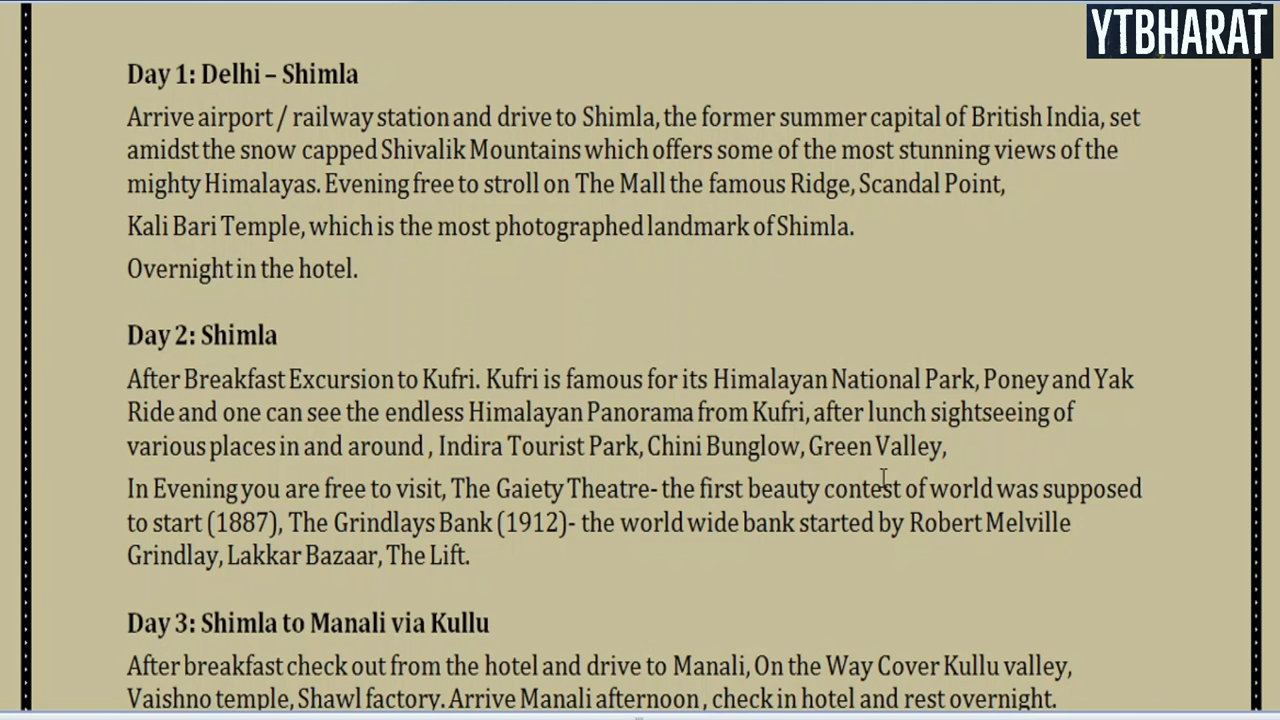 YTBHARAT
Day 1: Delhi – Shimla
Arrive airport / railway station and drive to Shimla, the former summer capital of British India, set
amidst the snow capped Shivalik Mountains which offers some of the most stunning views of the
mighty Himalayas. Evening free to stroll on The Mall the famous Ridge, Scandal Point,
Kali Bari Temple, which is the most photographed landmark of Shimla.
Overnight in the hotel.
Day 2: Shimla
After Breakfast Excursion to Kufri. Kufri is famous for its Himalayan National Park, Poney and Yak
Ride and one can see the endless Himalayan Panorama from Kufri, after lunch sightseeing of
various places in and around , Indira Tourist Park, Chini Bunglow, Green Valley,
In Evening you are free to visit, The Gaiety Theatre- the first beauty contest of world was supposed
to start (1887), The Grindlays Bank (1912)- the world wide bank started by Robert Melville
Grindlay, Lakkar Bazaar, The Lift.
Day 3: Shimla to Manali via Kullu
After breakfast check out from the hotel and drive to Manali, On the Way Cover Kullu valley,
Vaishno temple, Shawl factory. Arrive Manali afternoon , check in hotel and rest overnight.